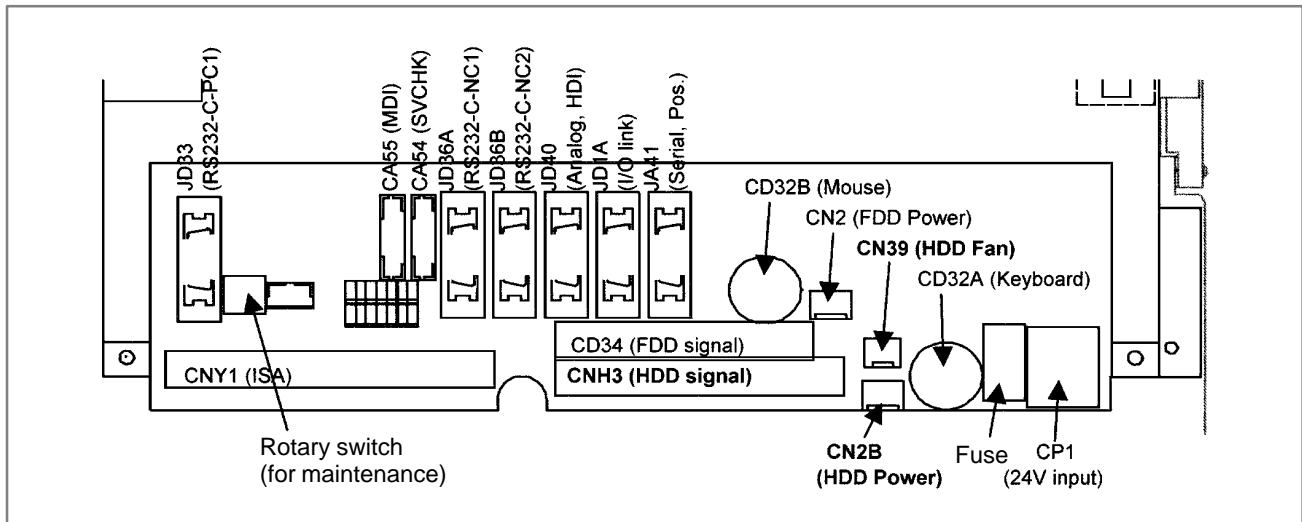 JD33
(RS232-C-PC1)
CA55 (MDI)
CA54 (SVCHK)
JD36A
(RS232-C-NC1)
JD36B
(RS232-C-NC2)
JD40
(Analog, HDI)
JD1A
(I/O link)
JA41
(Serial, Pos.)
CD32B (Mouse)
CN2 (FDD Power)
CN39 (HDD Fan)
CD32A (Keyboard)
CD34 (FDD signal)
CNY1 (ISA)
CNH3 (HDD signal)
Rotary switch
(for maintenance)
CN2B
(HDD Power)
Fuse
CP1
(24V input)